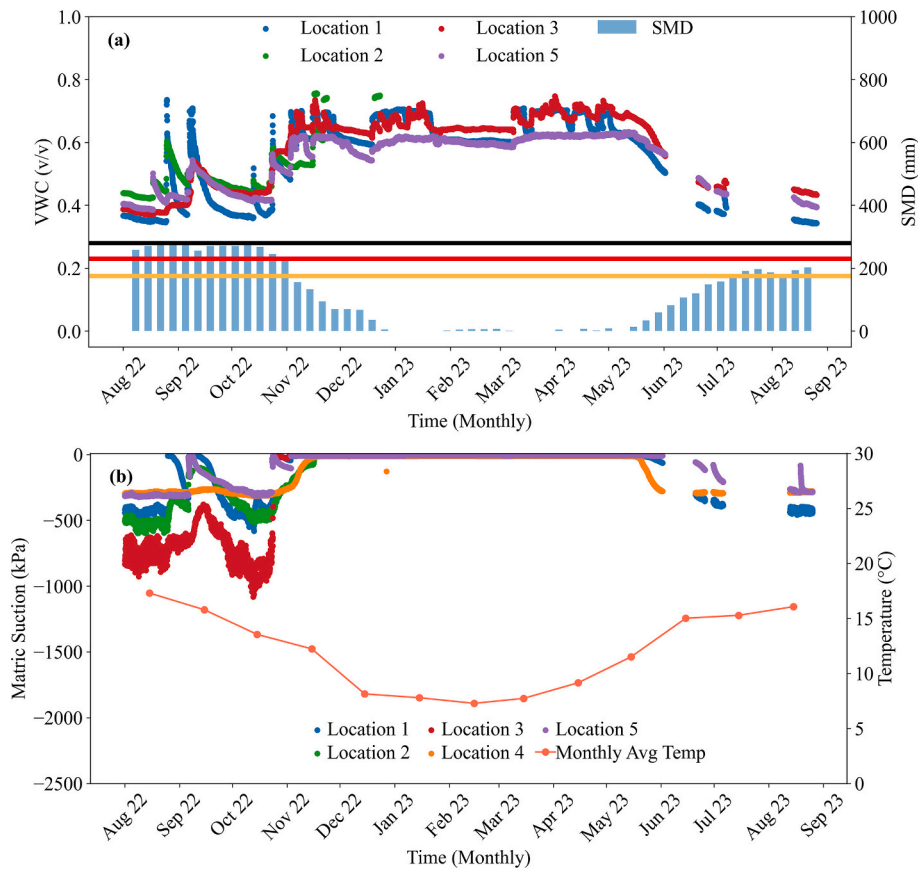 (a)
Location 1
Location 3
SMD
Location 2
Location 5
1.0
0.8
0.6
0.4
0.2
0.0
VWC (v/v)
1000
800
600
400
200
0
SMD (mm)
Aug 22
Sep 22
Oct 22
Nov 22
Dec 22
Jan 23
Feb 23
Mar 23
Apr 23
May 23
Jun 23
Jul 23
Aug 23
Sep 23
Time (Monthly)
(b)
0
−500
−1000
−1500
−2000
−2500
Matric Suction (kPa)
30
25
20
15
10
5
0
Temperature (°C)
Location 1
Location 3
Location 5
Location 2
Location 4
Monthly Avg Temp
Aug 22
Sep 22
Oct 22
Nov 22
Dec 22
Jan 23
Feb 23
Mar 23
Apr 23
May 23
Jun 23
Jul 23
Aug 23
Sep 23
Time (Monthly)